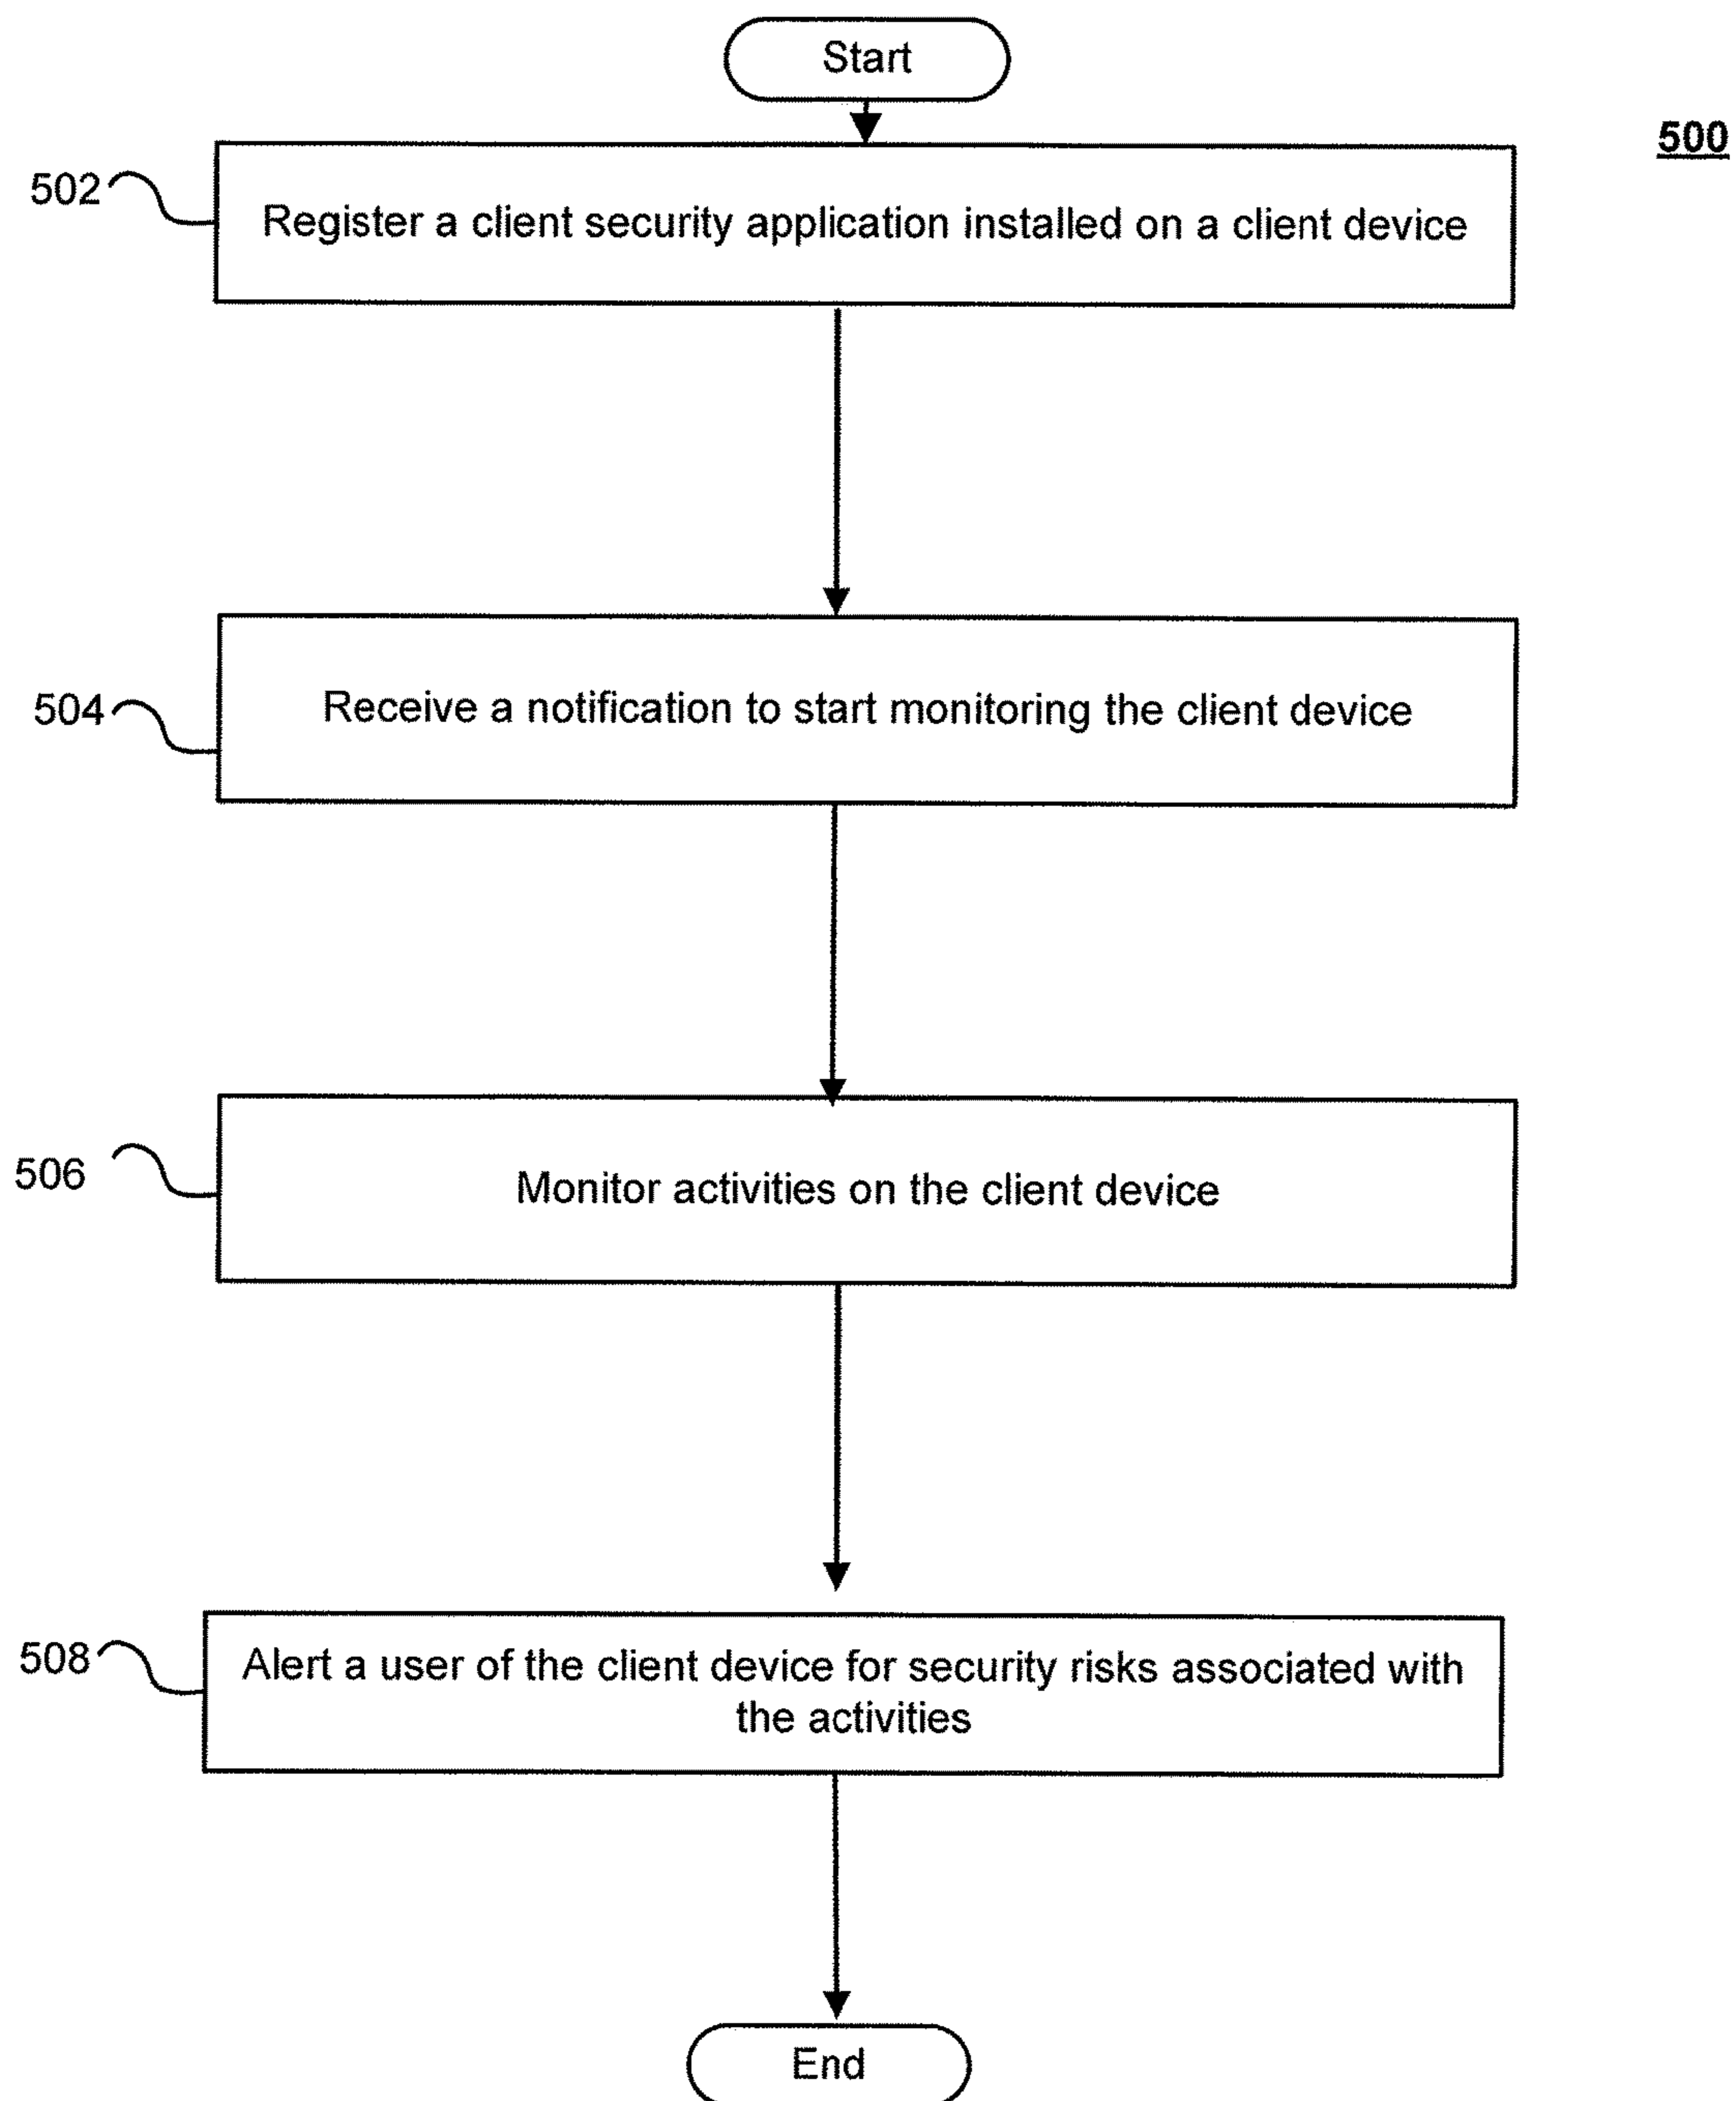 Start
500
502
Register a client security application installed on a client device
504
Receive a notification to start monitoring the client device
506
Monitor activities on the client device
508
Alert a user of the client device for security risks associated with
the activities
End